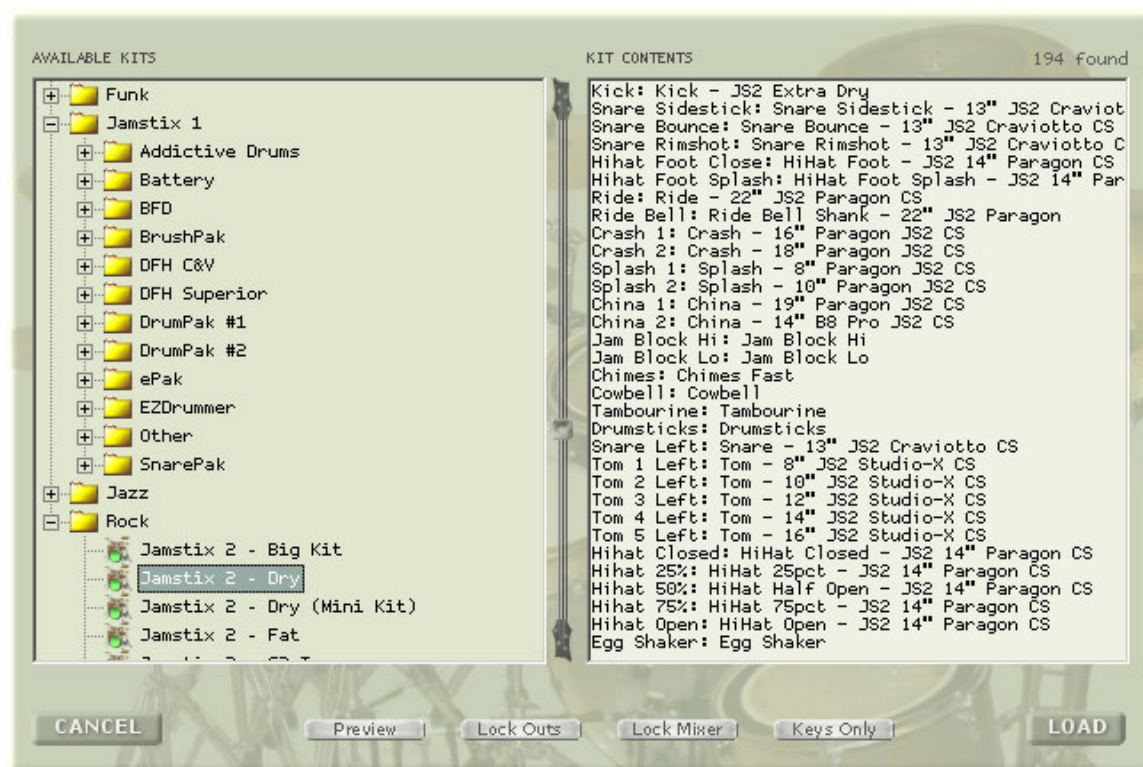 AVAILABLE KITS
Funk
Jamstix 1
Addictive Drums
Battery
BFD
BrushPak
DFH C&V
DFH Superior
DrumPak #1
DrumPak #2
ePak
EZDrummer
Other
SnarePak
Jazz
Rock
Jamstix 2 - Big Kit
Jamstix 2 - Dry
Jamstix 2 - Dry (Mini Kit)
Jamstix 2 - Fat
KIT CONTENTS 194 found
Kick: Kick - JS2 Extra Dry
Snare Sidestick: Snare Sidestick - 13" JS2 Craviot
Snare Bounce: Snare Bounce - 13" JS2 Craviotto CS
Snare Rimshot: Snare Rimshot - 13" JS2 Craviotto C
Hihat Foot Close: HiHat Foot - JS2 14" Paragon CS
Hihat Foot Splash: HiHat Foot Splash - JS2 14" Par
Ride: Ride - 22" JS2 Paragon CS
Ride Bell: Ride Bell Shank - 22" JS2 Paragon
Crash 1: Crash - 16" Paragon JS2 CS
Crash 2: Crash - 18" Paragon JS2 CS
Splash 1: Splash - 8" Paragon JS2 CS
Splash 2: Splash - 10" Paragon JS2 CS
China 1: China - 19" Paragon JS2 CS
China 2: China - 14" B8 Pro JS2 CS
Jam Block Hi: Jam Block Hi
Jam Block Lo: Jam Block Lo
Chimes: Chimes Fast
Cowbell: Cowbell
Tambourine: Tambourine
Drumsticks: Drumsticks
Snare Left: Snare - 13" JS2 Craviotto CS
Tom 1 Left: Tom - 8" JS2 Studio-X CS
Tom 2 Left: Tom - 10" JS2 Studio-X CS
Tom 3 Left: Tom - 12" JS2 Studio-X CS
Tom 4 Left: Tom - 14" JS2 Studio-X CS
Tom 5 Left: Tom - 16" JS2 Studio-X CS
Hihat Closed: HiHat Closed - JS2 14" Paragon CS
Hihat 25%: HiHat 25pct - JS2 14" Paragon CS
Hihat 50%: HiHat Half Open - JS2 14" Paragon CS
Hihat 75%: HiHat 75pct - JS2 14" Paragon CS
Hihat Open: HiHat Open - JS2 14" Paragon CS
Egg Shaker: Egg Shaker
CANCEL Preview Lock Outs Lock Mixer Keys Only LOAD